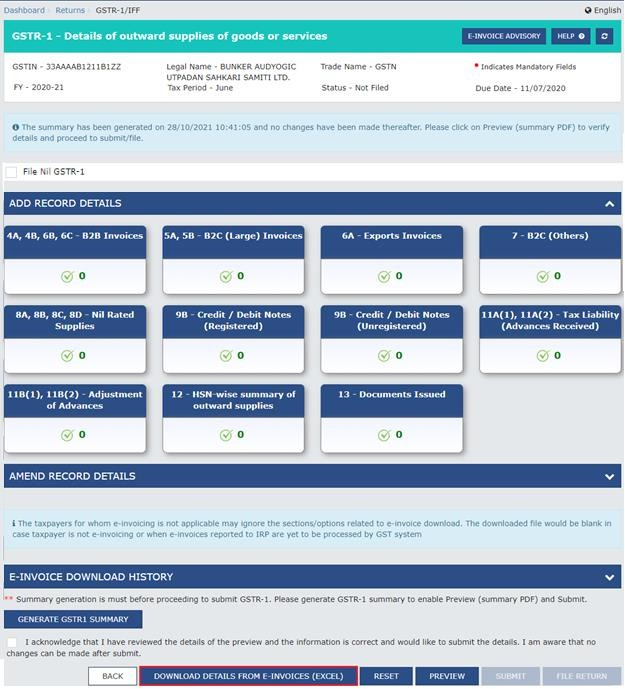 Dashboard › Returns › GSTR-1/IFF
English
GSTR-1 - Details of outward supplies of goods or services
E-INVOICE ADVISORY
HELP
GSTIN - 33AAAAB1211B1ZZ
Legal Name - BUNKER AUDYOGIC
UTPADAN SAHKARI SAMITI LTD.
Trade Name - GSTN
* Indicates Mandatory Fields
FY - 2020-21
Tax Period - June
Status - Not Filed
Due Date - 11/07/2020
The summary has been generated on 28/10/2021 10:41:05 and no changes have been made thereafter. Please click on Preview (summary PDF) to verify
details and proceed to submit/file.
File Nil GSTR-1
ADD RECORD DETAILS
4A, 4B, 6B, 6C - B2B Invoices
0
5A, 5B - B2C (Large) Invoices
0
6A - Exports Invoices
0
7 - B2C (Others)
0
8A, 8B, 8C, 8D - Nil Rated
Supplies
0
9B - Credit / Debit Notes
(Registered)
0
9B - Credit / Debit Notes
(Unregistered)
0
11A(1), 11A(2) - Tax Liability
(Advances Received)
0
11B(1), 11B(2) - Adjustment
of Advances
0
12 - HSN-wise summary of
outward supplies
0
13 - Documents Issued
0
AMEND RECORD DETAILS
The taxpayers for whom e-invoicing is not applicable may ignore the sections/options related to e-invoice download. The downloaded file would be blank in
case taxpayer is not e-invoicing or when e-invoices reported to IRP are yet to be processed by GST system
E-INVOICE DOWNLOAD HISTORY
** Summary generation is must before proceeding to submit GSTR-1. Please generate GSTR-1 summary to enable Preview (summary PDF) and Submit.
GENERATE GSTR1 SUMMARY
I acknowledge that I have reviewed the details of the preview and the information is correct and would like to submit the details. I am aware that no
changes can be made after submit.
BACK
DOWNLOAD DETAILS FROM E-INVOICES (EXCEL)
RESET
PREVIEW
SUBMIT
FILE RETURN